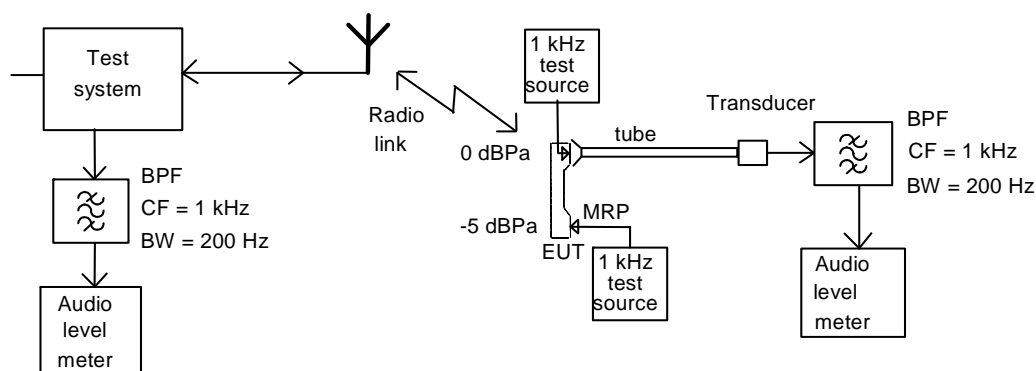 Test
system
BPF
CF = 1 kHz
BW = 200 Hz
Audio
level
meter
Radio
link
1 kHz
test
source
0 dBPa
-5 dBPa
EUT
MRP
1 kHz
test
source
tube
Transducer
BPF
CF = 1 kHz
BW = 200 Hz
Audio
level
meter